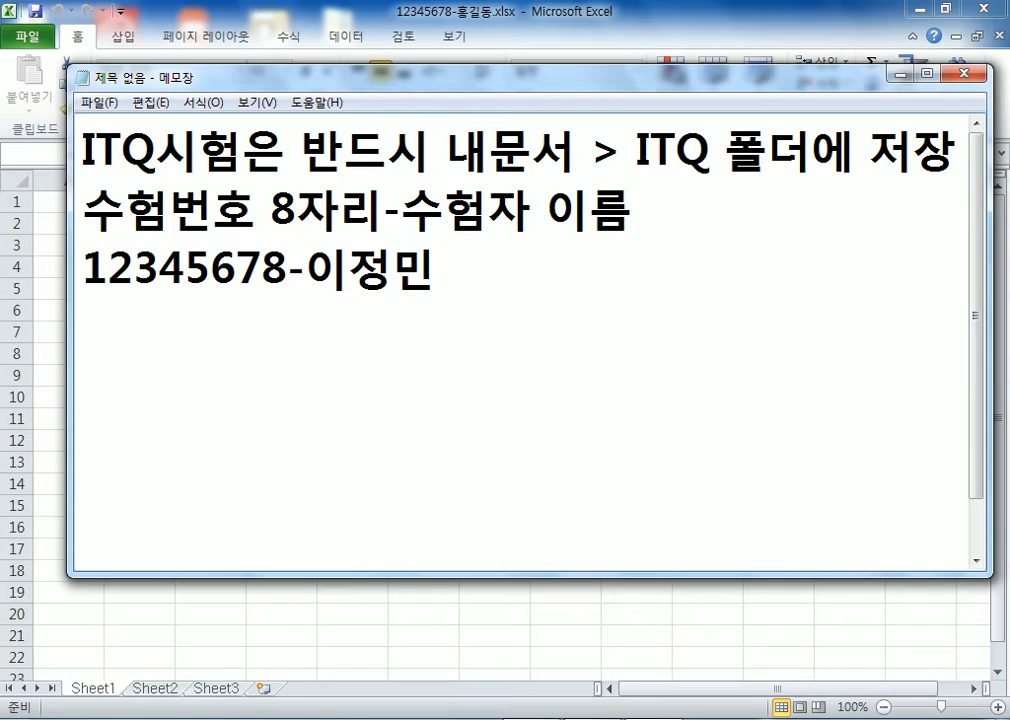 12345678-홍길동.xlsx - Microsoft Excel
파일 홈 삽입 페이지 레이아웃 수식 데이터 검토 보기
붙여넣기
클립보드
제목 없음 - 메모장
파일(F) 편집(E) 서식(O) 보기(V) 도움말(H)
ITQ시험은 반드시 내문서 > ITQ 폴더에 저장
수험번호 8자리-수험자 이름
12345678-이정민
1
2
3
4
5
6
7
8
9
10
11
12
13
14
15
16
17
18
19
20
21
22
23
Sheet1 Sheet2 Sheet3
준비 100%